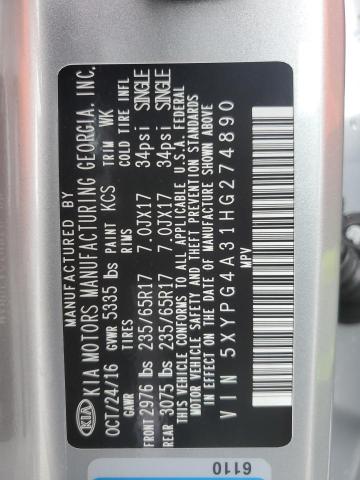 MANUFACTURED BY
KIA KIA MOTORS MANUFACTURING GEORGIA, INC.
OCT/24/16 GVWR 5335 lbs PAINT KCS TRIM WK
GAWR TIRES RIMS COLD TIRE INFL
FRONT 2976 lbs 235/65R17 7.0JX17 34psi SINGLE
REAR 3075 lbs 235/65R17 7.0JX17 34psi SINGLE
THIS VEHICLE CONFORMS TO ALL APPLICABLE U.S.A. FEDERAL
MOTOR VEHICLE SAFETY AND THEFT PREVENTION STANDARDS
IN EFFECT ON THE DATE OF MANUFACTURE SHOWN ABOVE
VIN 5XYPG4A31HG274890
MPV
6110